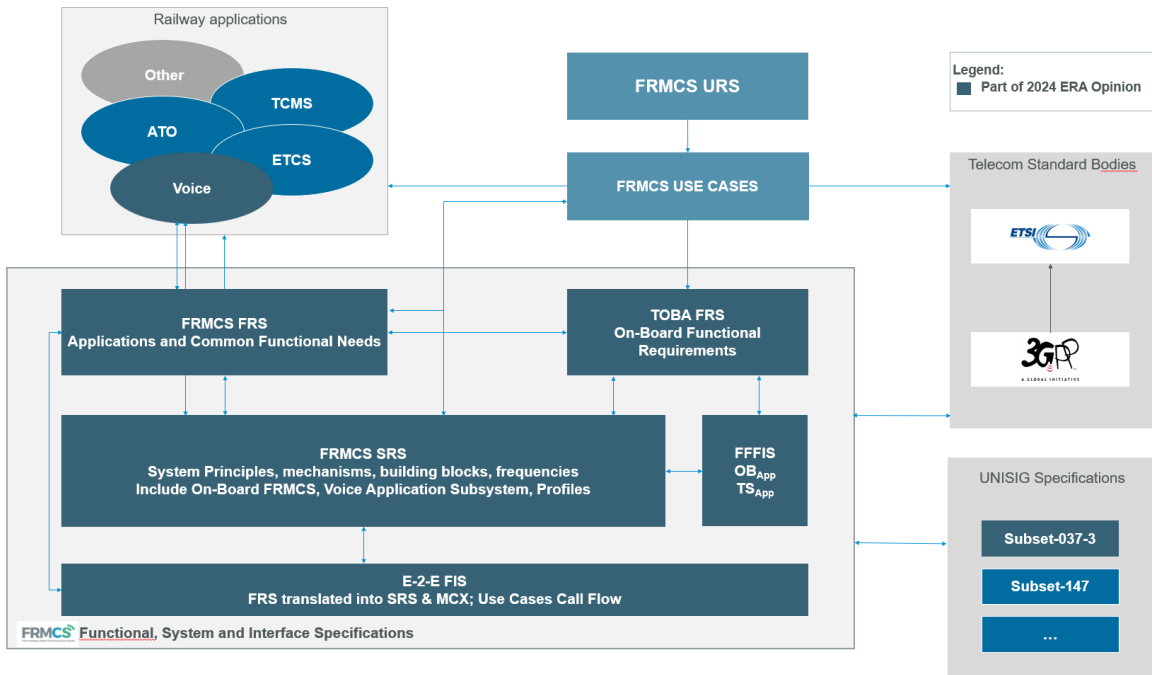 Railway applications
Other
TCMS
ATO
ETCS
Voice
FRMCS URS
FRMCS USE CASES
Legend:
Part of 2024 ERA Opinion
Telecom Standard Bodies
ETSI
3GPP
A GLOBAL INITIATIVE
FRMCS FRS
Applications and Common Functional Needs
TOBA FRS
On-Board Functional
Requirements
FRMCS SRS
System Principles, mechanisms, building blocks, frequencies
Include On-Board FRMCS, Voice Application Subsystem, Profiles
FFFIS
OBApp
TSApp
E-2-E FIS
FRS translated into SRS & MCX; Use Cases Call Flow
FRMCS Functional, System and Interface Specifications
UNISIG Specifications
Subset-037-3
Subset-147
...